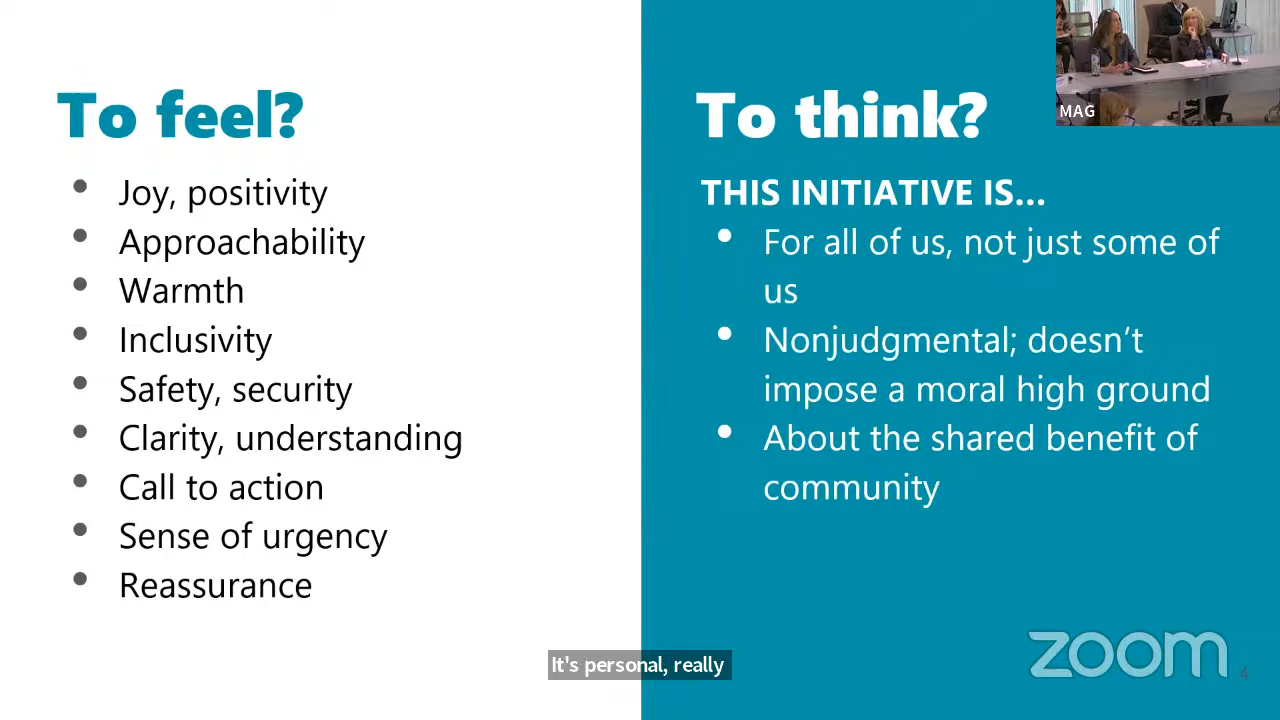 To feel?
Joy, positivity
Approachability
Warmth
Inclusivity
Safety, security
Clarity, understanding
Call to action
Sense of urgency
Reassurance
To think?
THIS INITIATIVE IS...
For all of us, not just some of
us
Nonjudgmental; doesn't
impose a moral high ground
About the shared benefit of
community
MAG
It's personal, really
zoom
4